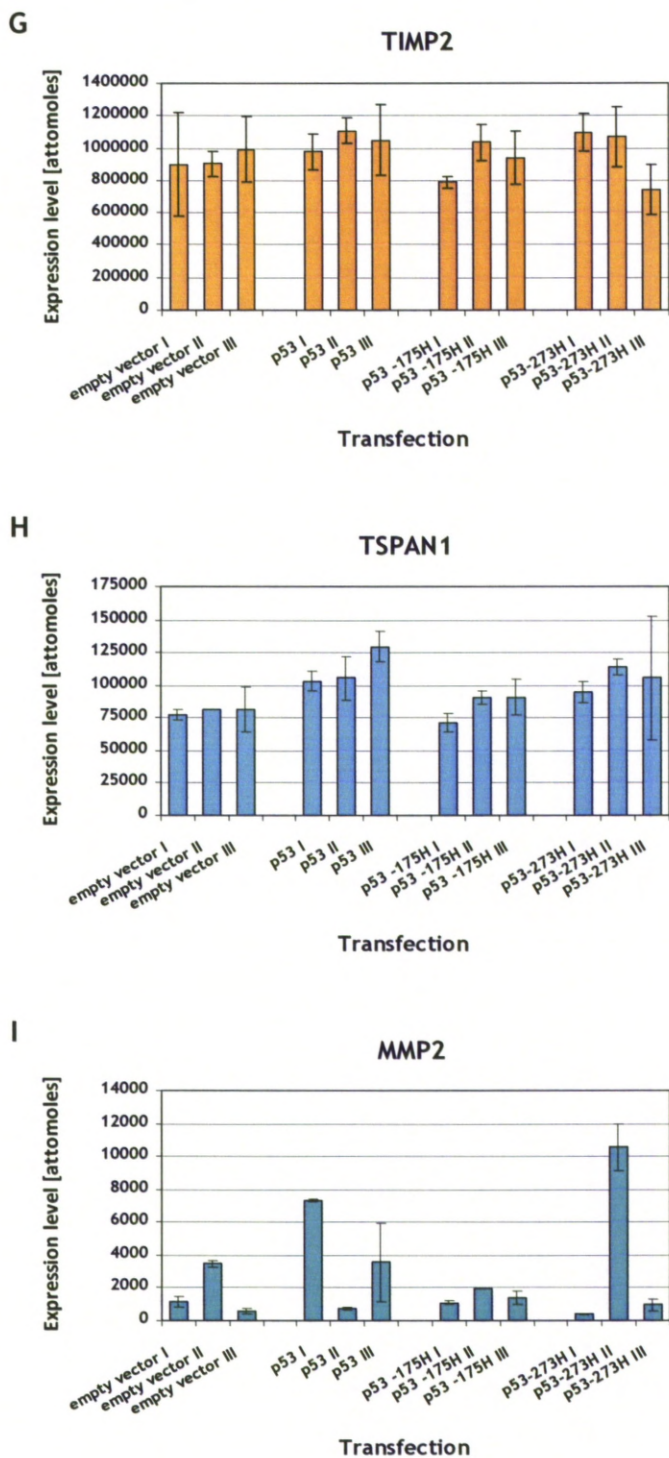 G
TIMP2
Expression level [attomoles]
1400000
1200000
1000000
800000
600000
400000
200000
0
empty vector I
empty vector II
empty vector III
p53 I
p53 II
p53 III
p53 -175H I
p53 -175H II
p53 -175H III
p53-273H I
p53-273H II
p53-273H III
Transfection
H
TSPAN1
Expression level [attomoles]
175000
150000
125000
100000
75000
50000
25000
0
empty vector I
empty vector II
empty vector III
p53 I
p53 II
p53 III
p53 -175H I
p53 -175H II
p53 -175H III
p53-273H I
p53-273H II
p53-273H III
Transfection
I
MMP2
Expression level [attomoles]
14000
12000
10000
8000
6000
4000
2000
0
empty vector I
empty vector II
empty vector III
p53 I
p53 II
p53 III
p53 -175H I
p53 -175H II
p53 -175H III
p53-273H I
p53-273H II
p53-273H III
Transfection